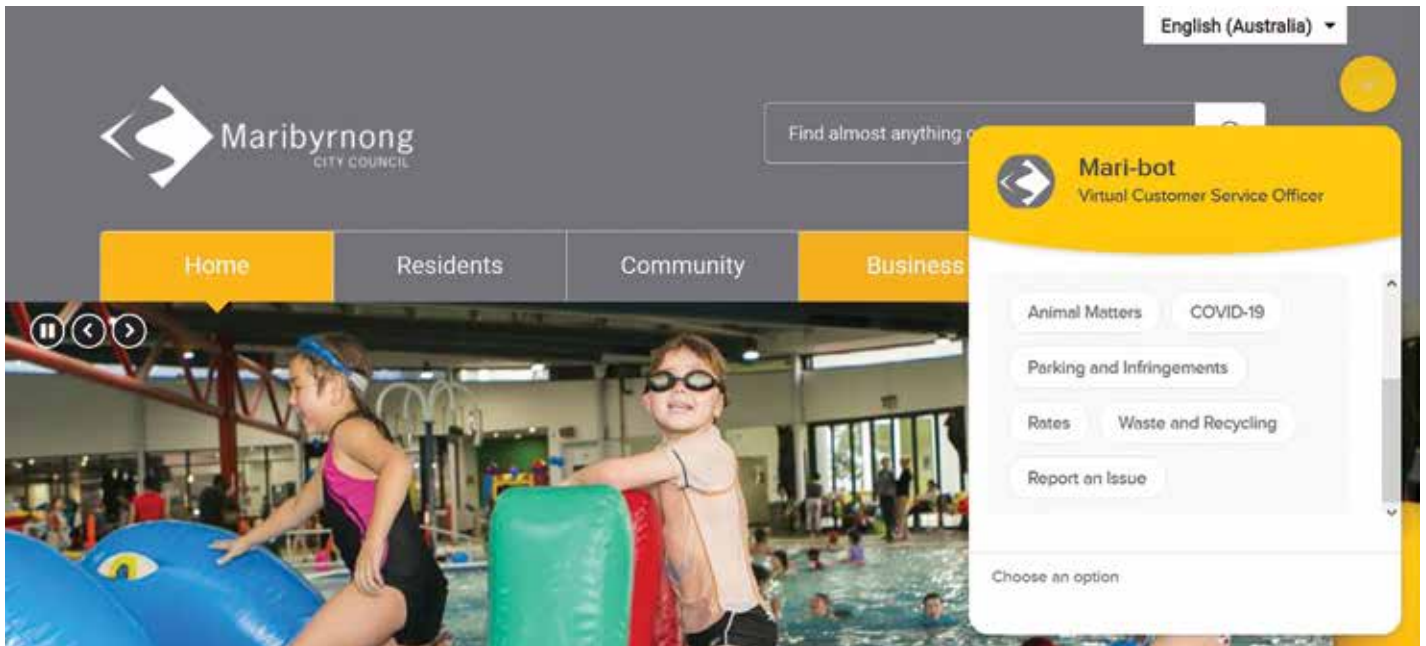 English (Australia)
Maribyrnong
CITY COUNCIL
Find almost anything
Mari-bot
Virtual Customer Service Officer
Home
Residents
Community
Business
Animal Matters
COVID-19
Parking and Infringements
Rates
Waste and Recycling
Report an Issue
Choose an option